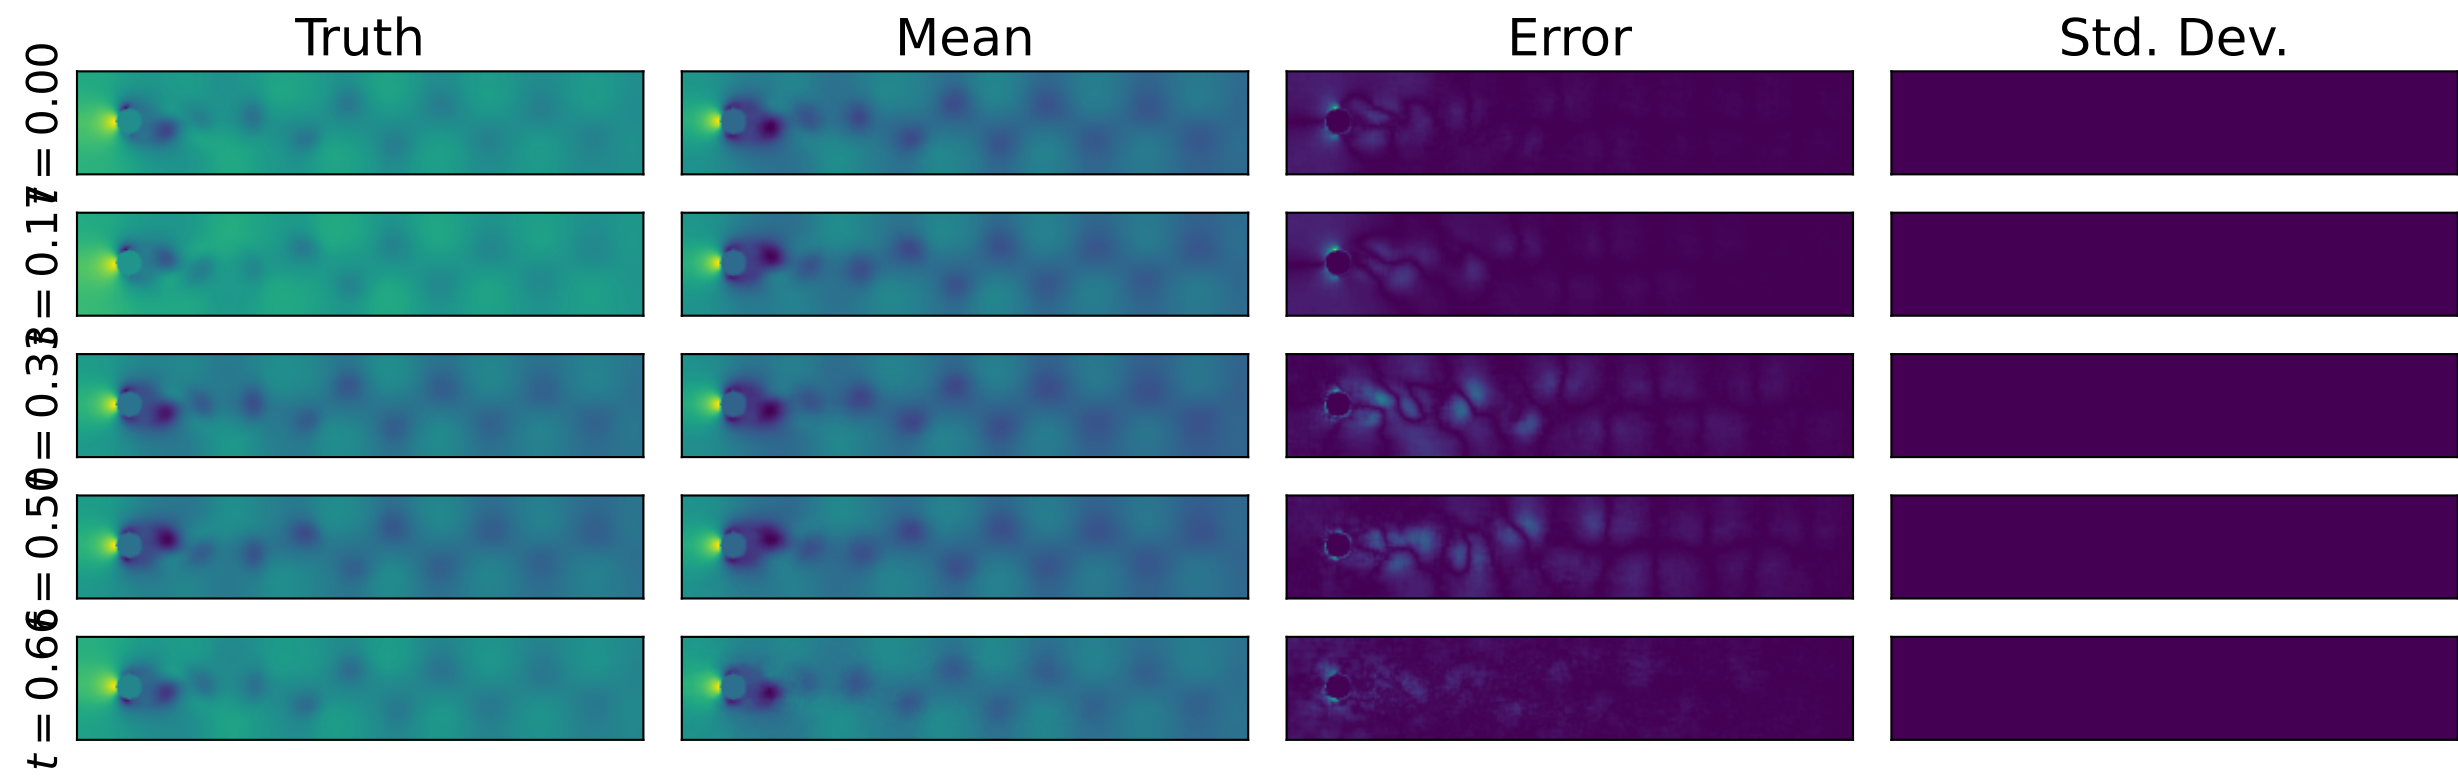 Truth Mean Error Std. Dev.
t = 0.00
t = 0.17
t = 0.33
t = 0.50
t = 0.66